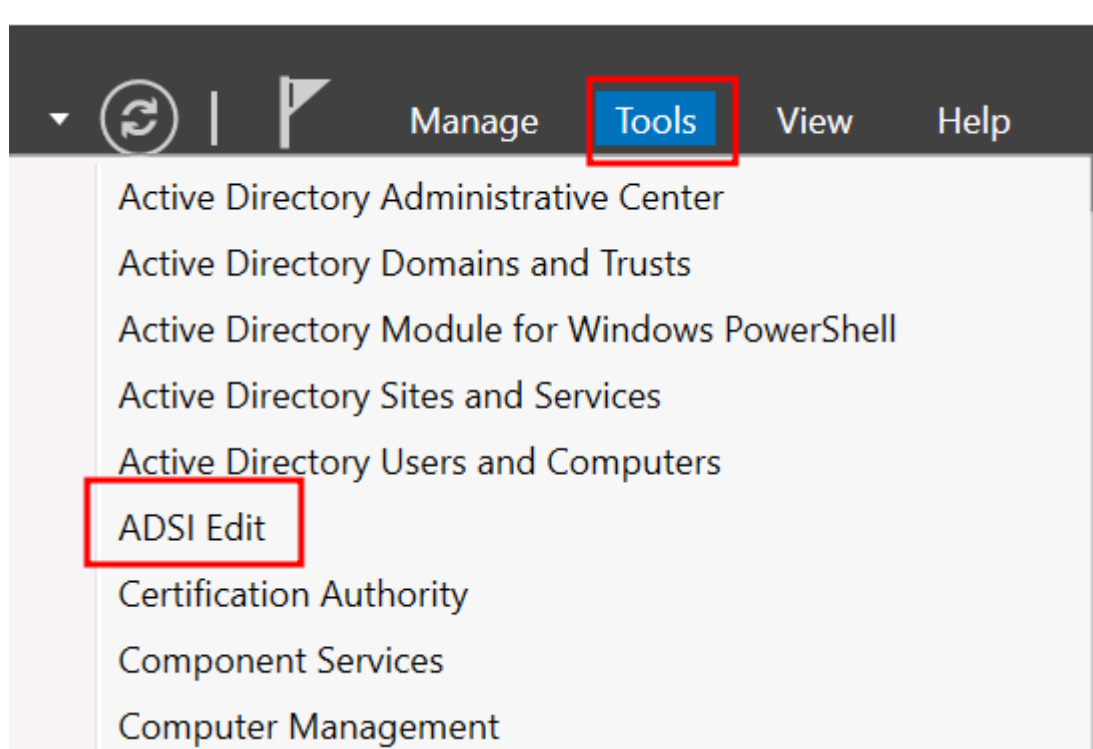 Manage Tools View Help
Active Directory Administrative Center
Active Directory Domains and Trusts
Active Directory Module for Windows PowerShell
Active Directory Sites and Services
Active Directory Users and Computers
ADSI Edit
Certification Authority
Component Services
Computer Management